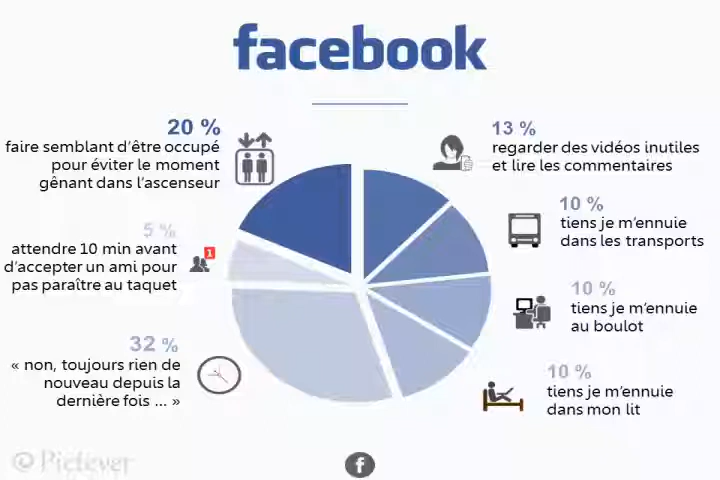 facebook
20 %
faire semblant d'être occupé
pour éviter le moment
gênant dans l'ascenseur
5 %
attendre 10 min avant
d'accepter un ami pour
pas paraître au taquet
1
32 %
« non, toujours rien de
nouveau depuis la
dernière fois ... »
13 %
regarder des vidéos inutiles
et lire les commentaires
10 %
tiens je m'ennuie
dans les transports
10 %
tiens je m'ennuie
au boulot
10 %
tiens je m'ennuie
dans mon lit
© Pictever
f